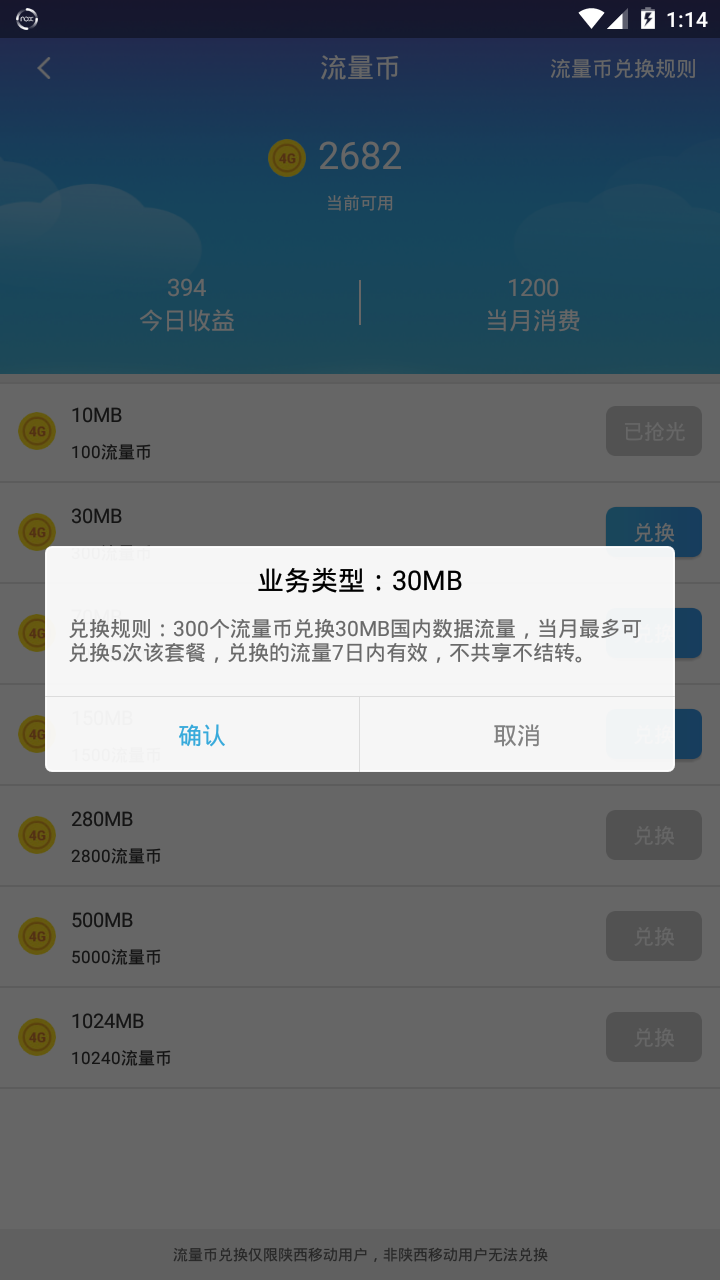 1:14
流量币
流量币兑换规则
4G 2682
当前可用
394
今日收益
1200
当月消费
4G
10MB
100流量币
已抢光
4G
30MB
300流量币
兑换
业务类型：30MB
兑换规则：300个流量币兑换30MB国内数据流量，当月最多可
兑换5次该套餐，兑换的流量7日内有效，不共享不结转。
4G
兑换
4G
150MB
1500流量币
兑换
确认
取消
4G
280MB
2800流量币
兑换
4G
500MB
5000流量币
兑换
4G
1024MB
10240流量币
兑换
流量币兑换仅限陕西移动用户，非陕西移动用户无法兑换